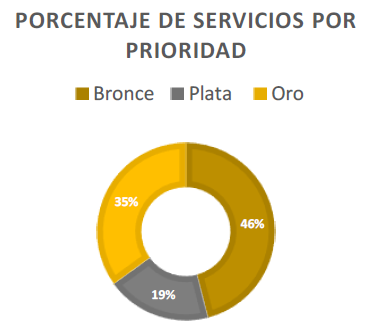 PORCENTAJE DE SERVICIOS POR
PRIORIDAD
Bronce Plata Oro
35%
46%
19%